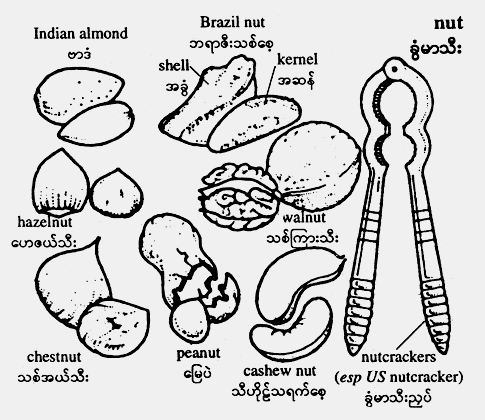 nut
ခွံမာသီး
Indian almond
ဗာဒံ
Brazil nut
ဘရာဇီးသစ်စေ့
shell
အခွံ
kernel
အဆန်
hazelnut
ဟေဇယ်သီး
walnut
သစ်ကြားသီး
chestnut
သစ်အယ်သီး
peanut
မြေပဲ
cashew nut
သီဟိုဠ်သရက်စေ့
nutcrackers
(esp US nutcracker)
ခွံမာသီးညှပ်